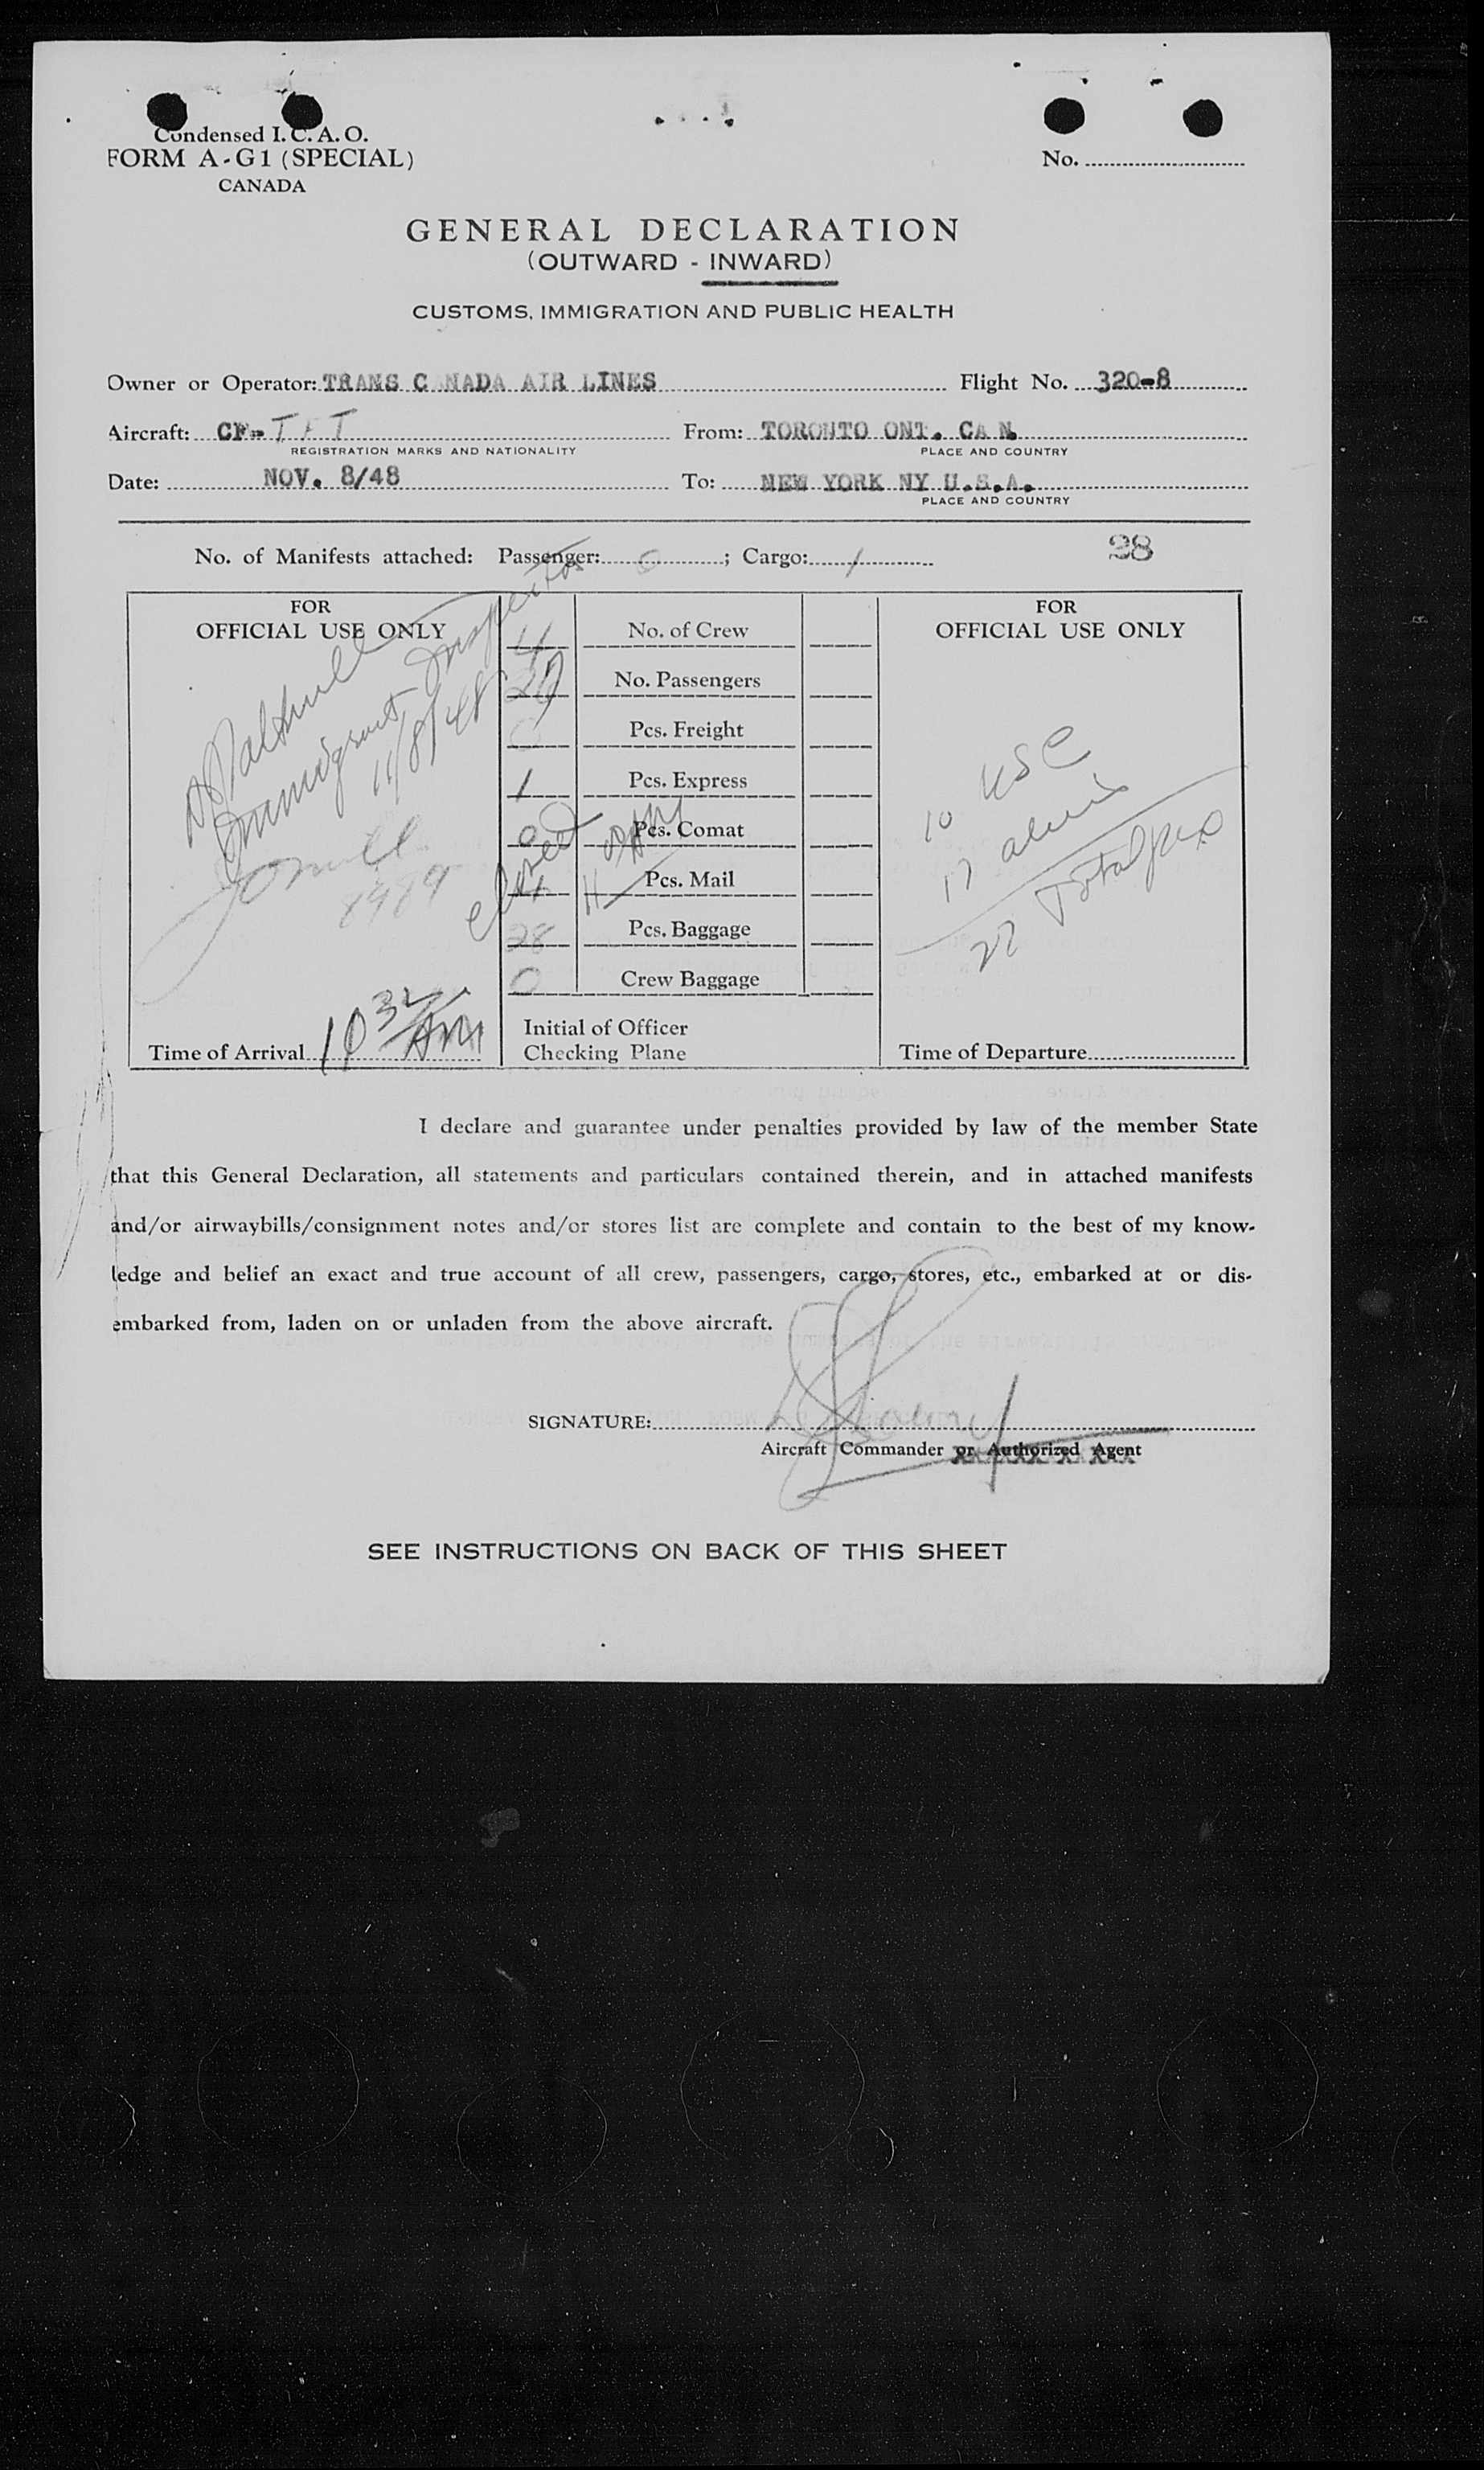 Condensed I. C. A. O.
FORM A-G1 (SPECIAL)
CANADA
No.
GENERAL DECLARATION
(OUTWARD - INWARD)
CUSTOMS, IMMIGRATION AND PUBLIC HEALTH
Owner or Operator: TRANS C NADA AIR LINES Flight No. 320-8
Aircraft: CF- From: TORONTO ONT. CAN.
REGISTRATION MARKS AND NATIONALITY PLACE AND COUNTRY
Date: NOV. 8/48 To: NEW YORK NY U.S.A.
PLACE AND COUNTRY
No. of Manifests attached: Passenger: 0; Cargo: 1 28
FOR
OFFICIAL USE ONLY
Immigrant Inspector
11/8/48
Time of Arrival 10 32 AM
4 No. of Crew
No. Passengers
0 Pcs. Freight
1 Pcs. Express
0 Pcs. Comat
Pcs. Mail
28 Pcs. Baggage
0 Crew Baggage
Initial of Officer
Checking Plane
FOR
OFFICIAL USE ONLY
10 USC
17 aliens
27 Total pax
Time of Departure
I declare and guarantee under penalties provided by law of the member State
that this General Declaration, all statements and particulars contained therein, and in attached manifests
and/or airwaybills/consignment notes and/or stores list are complete and contain to the best of my know-
ledge and belief an exact and true account of all crew, passengers, cargo, stores, etc., embarked at or dis-
embarked from, laden on or unladen from the above aircraft.
SIGNATURE:
Aircraft Commander or Authorized Agent
SEE INSTRUCTIONS ON BACK OF THIS SHEET